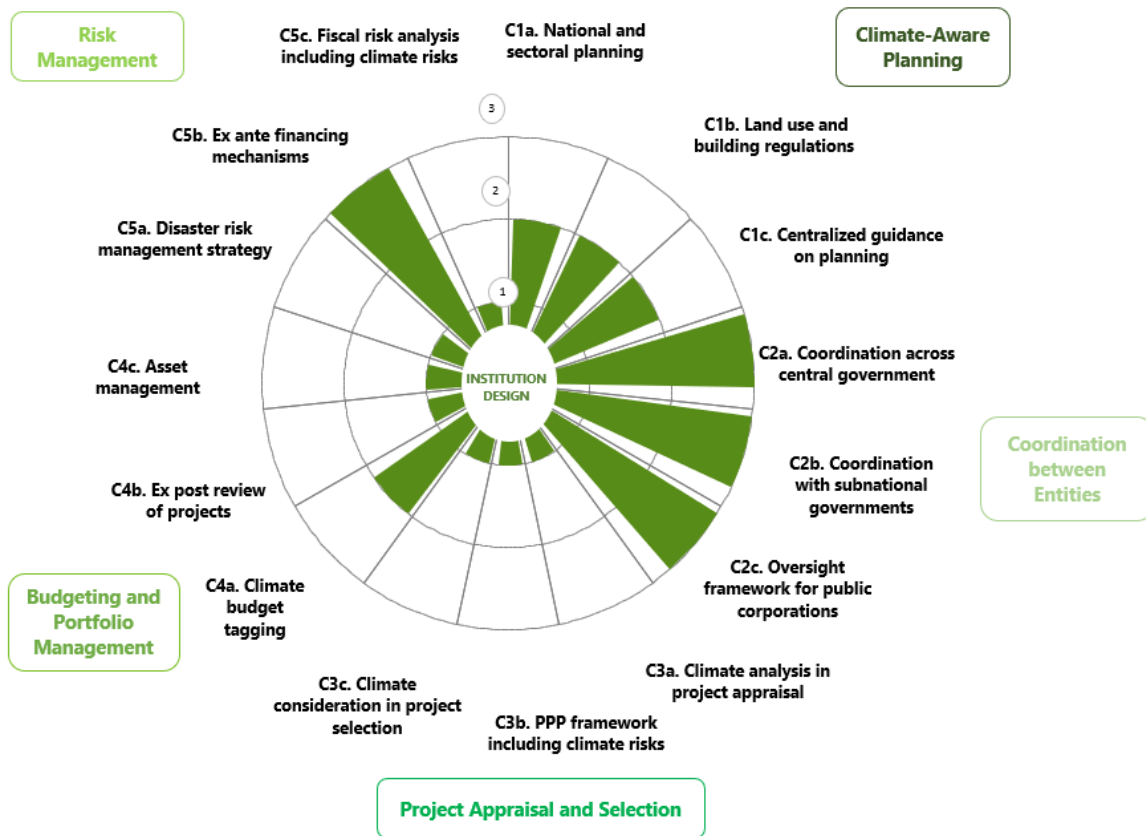 Risk
Management
C5c. Fiscal risk analysis
including climate risks
C1a. National and
sectoral planning
Climate-Aware
Planning
3
C5b. Ex ante financing
mechanisms
C1b. Land use and
building regulations
2
C5a. Disaster risk
management strategy
C1c. Centralized guidance
on planning
1
C4c. Asset
management
INSTITUTION
DESIGN
C2a. Coordination across
central government
Coordination
between
Entities
C2b. Coordination
with subnational
governments
C4b. Ex post review
of projects
C2c. Oversight
framework for public
corporations
Budgeting and
Portfolio
Management
C4a. Climate
budget
tagging
C3a. Climate analysis in
project appraisal
C3c. Climate
consideration in project
selection
C3b. PPP framework
including climate risks
Project Appraisal and Selection